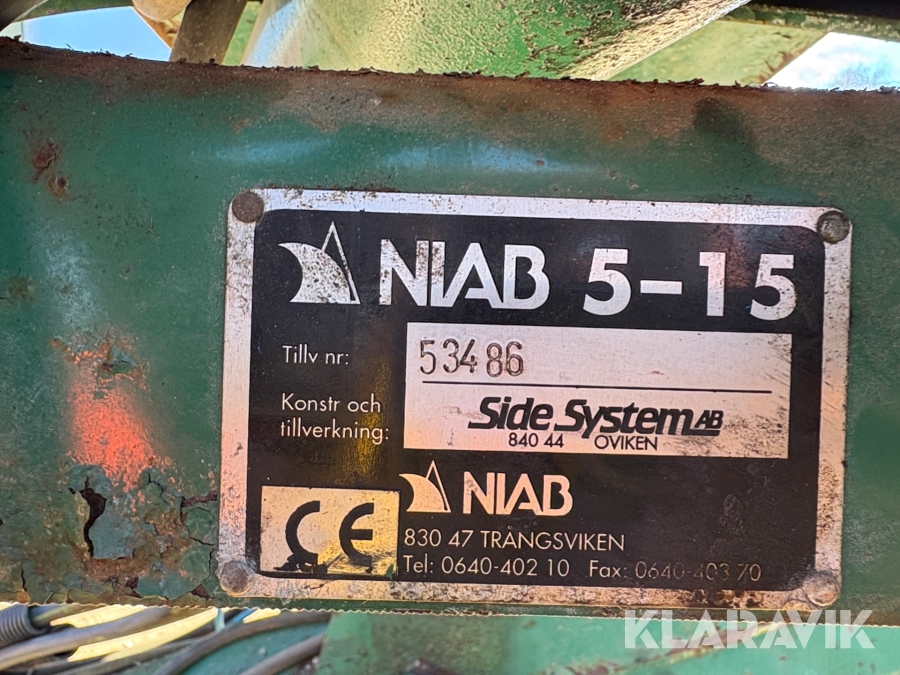 NIAB 5-15
Tillv nr: 53486
Konstr och
tillverkning:
Side System AB
840 44 OVIKEN
CE
NIAB
830 47 TRÅNGSVIKEN
Tel: 0640-402 10 Fax: 0640-403 70
KLARAVIK